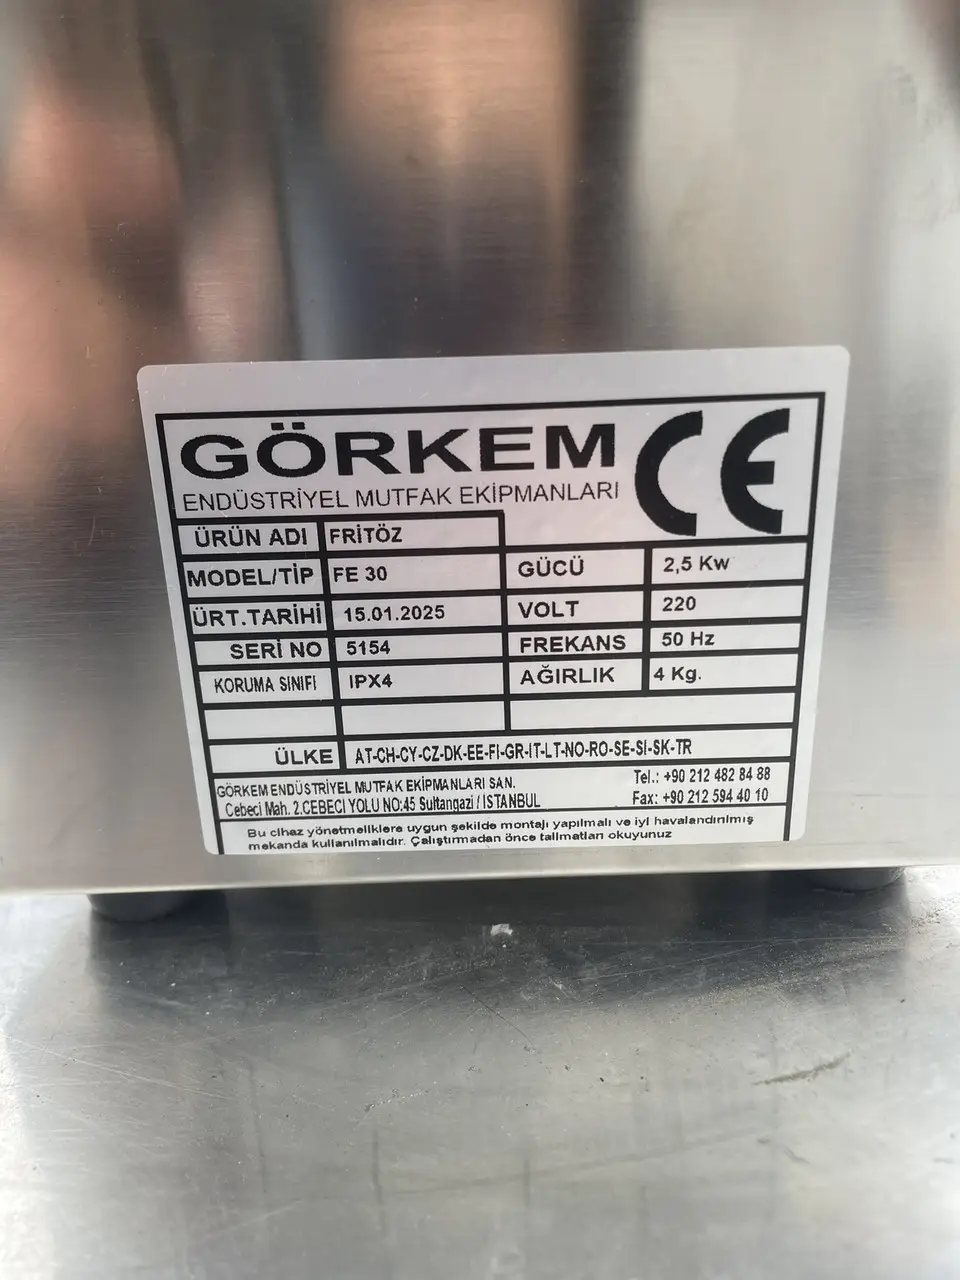 GÖRKEM CE
ENDÜSTRİYEL MUTFAK EKİPMANLARI
ÜRÜN ADI FRİTÖZ
MODEL/TİP FE 30 GÜCÜ 2,5 Kw
ÜRT.TARİHİ 15.01.2025 VOLT 220
SERİ NO 5154 FREKANS 50 Hz
KORUMA SINIFI IPX4 AĞIRLIK 4 Kg.
ÜLKE AT-CH-CY-CZ-DK-EE-FI-GR-IT-LT-NO-RO-SE-SI-SK-TR
GÖRKEM ENDÜSTRİYEL MUTFAK EKİPMANLARI SAN. Tel.: +90 212 482 84 88
Cebeci Mah. 2.CEBECİ YOLU NO:45 Sultangazi / İSTANBUL Fax: +90 212 594 40 10
Bu cihaz yönetmeliklere uygun şekilde montajı yapılmalı ve iyi havalandırılmış
mekanda kullanılmalıdır. Çalıştırmadan önce talimatları okuyunuz